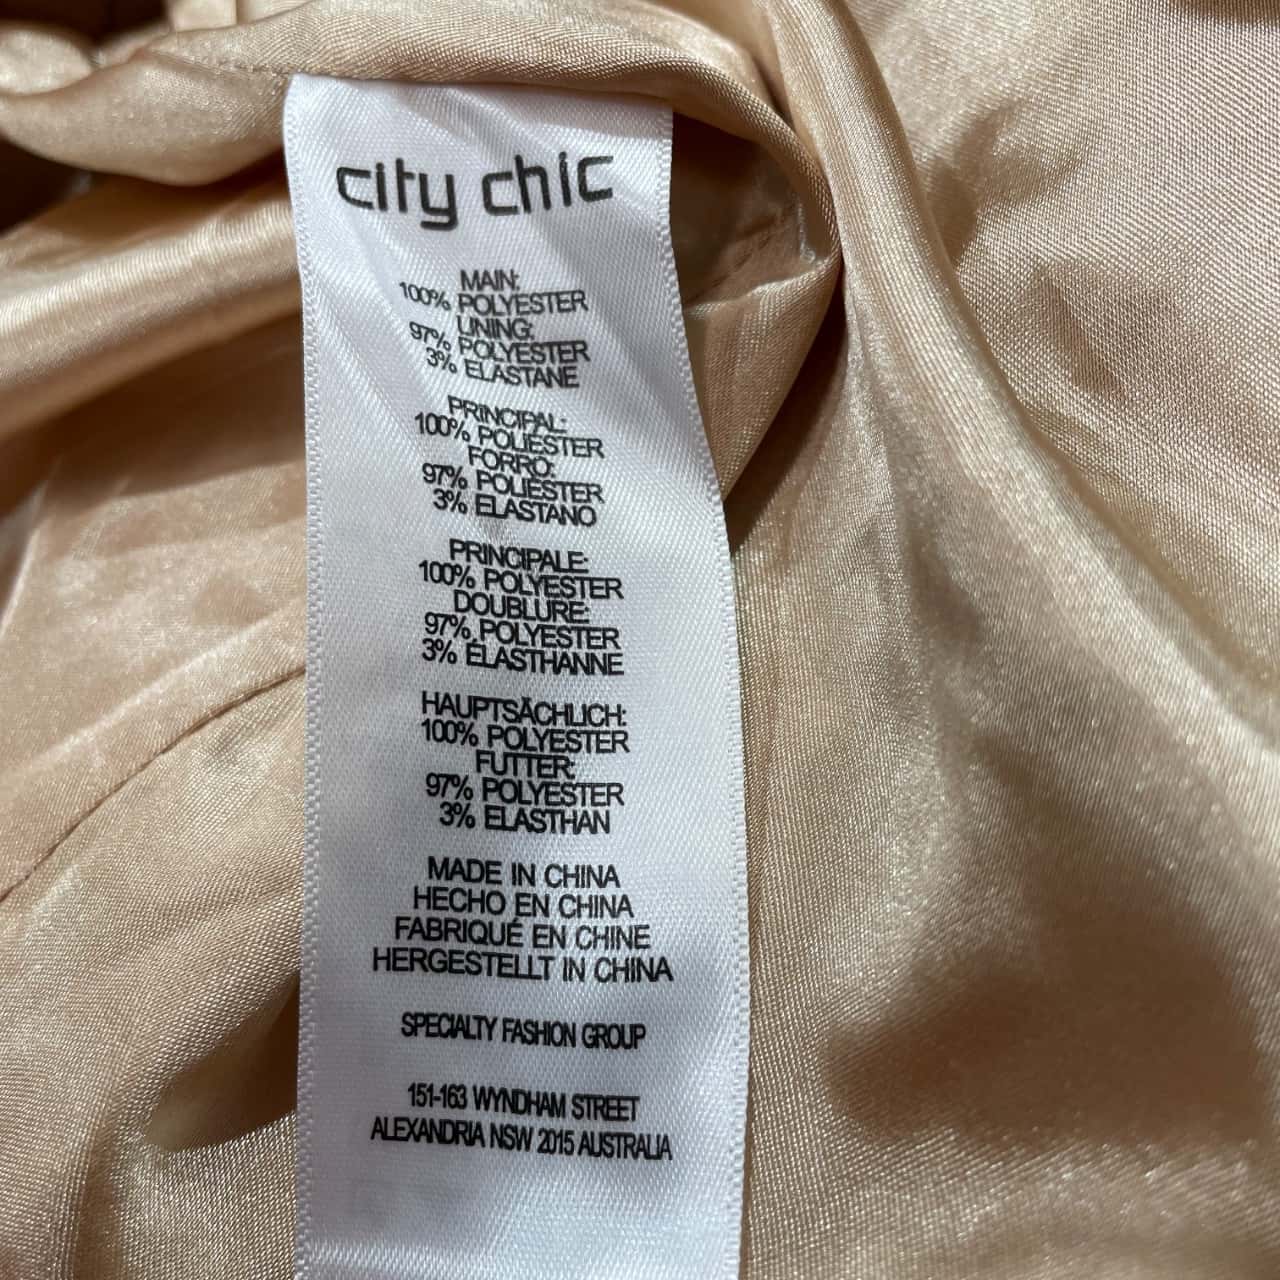 city chic
MAIN:
100% POLYESTER
LINING:
97% POLYESTER
3% ELASTANE
PRINCIPAL:
100% POLIÉSTER
FORRO:
97% POLIÉSTER
3% ELASTANO
PRINCIPALE:
100% POLYESTER
DOUBLURE:
97% POLYESTER
3% ÉLASTHANNE
HAUPTSÄCHLICH:
100% POLYESTER
FUTTER:
97% POLYESTER
3% ELASTHAN
MADE IN CHINA
HECHO EN CHINA
FABRIQUÉ EN CHINE
HERGESTELLT IN CHINA
SPECIALTY FASHION GROUP
151-163 WYNDHAM STREET
ALEXANDRIA NSW 2015 AUSTRALIA